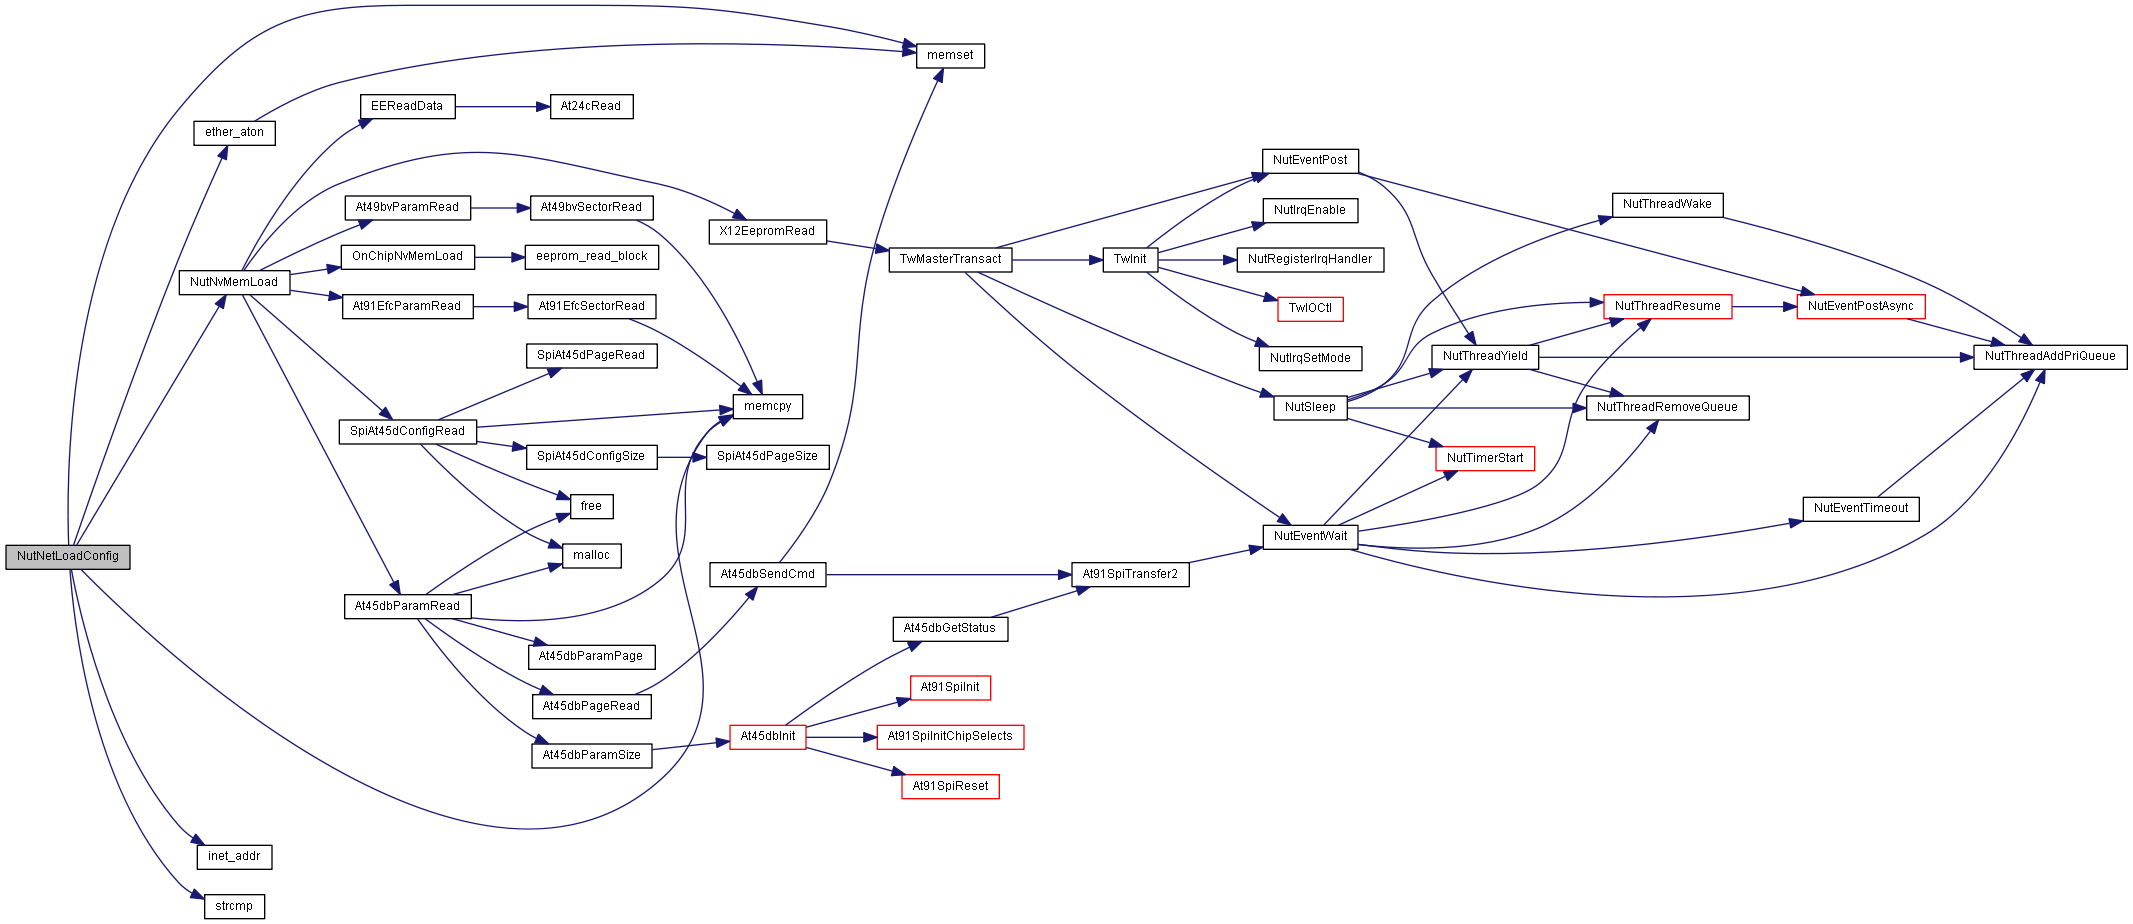 memset
EEReadData
At24cRead
ether_aton
NutEventPost
At49bvParamRead
At49bvSectorRead
NutThreadWake
NutIrqEnable
X12EepromRead
OnChipNvMemLoad
eeprom_read_block
TwMasterTransact
TwInit
NutRegisterIrqHandler
NutNvMemLoad
At91EfcParamRead
At91EfcSectorRead
TwIOCtl
NutThreadResume
NutEventPostAsync
SpiAt45dPageRead
NutIrqSetMode
NutThreadYield
NutThreadAddPriQueue
memcpy
NutSleep
NutThreadRemoveQueue
SpiAt45dConfigRead
SpiAt45dConfigSize
SpiAt45dPageSize
NutTimerStart
free
NutEventTimeout
NutEventWait
NutNetLoadConfig
malloc
At45dbSendCmd
At91SpiTransfer2
At45dbParamRead
At45dbGetStatus
At45dbParamPage
At91SpiInit
At45dbPageRead
At45dbInit
At91SpiInitChipSelects
At45dbParamSize
At91SpiReset
inet_addr
strcmp